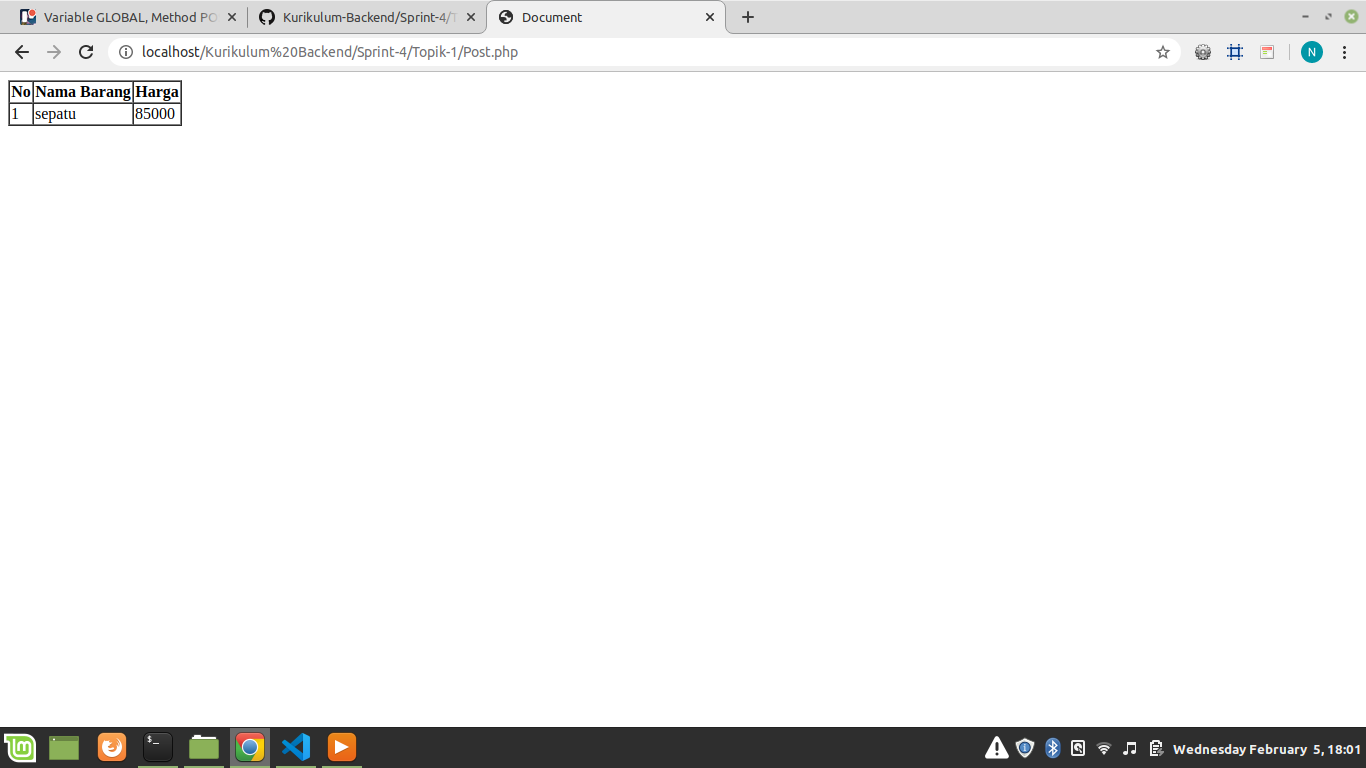 Variable GLOBAL, Method PO
Kurikulum-Backend/Sprint-4/T
Document
localhost/Kurikulum%20Backend/Sprint-4/Topik-1/Post.php
N
No Nama Barang Harga
1 sepatu 85000
$_
Wednesday February 5, 18:01